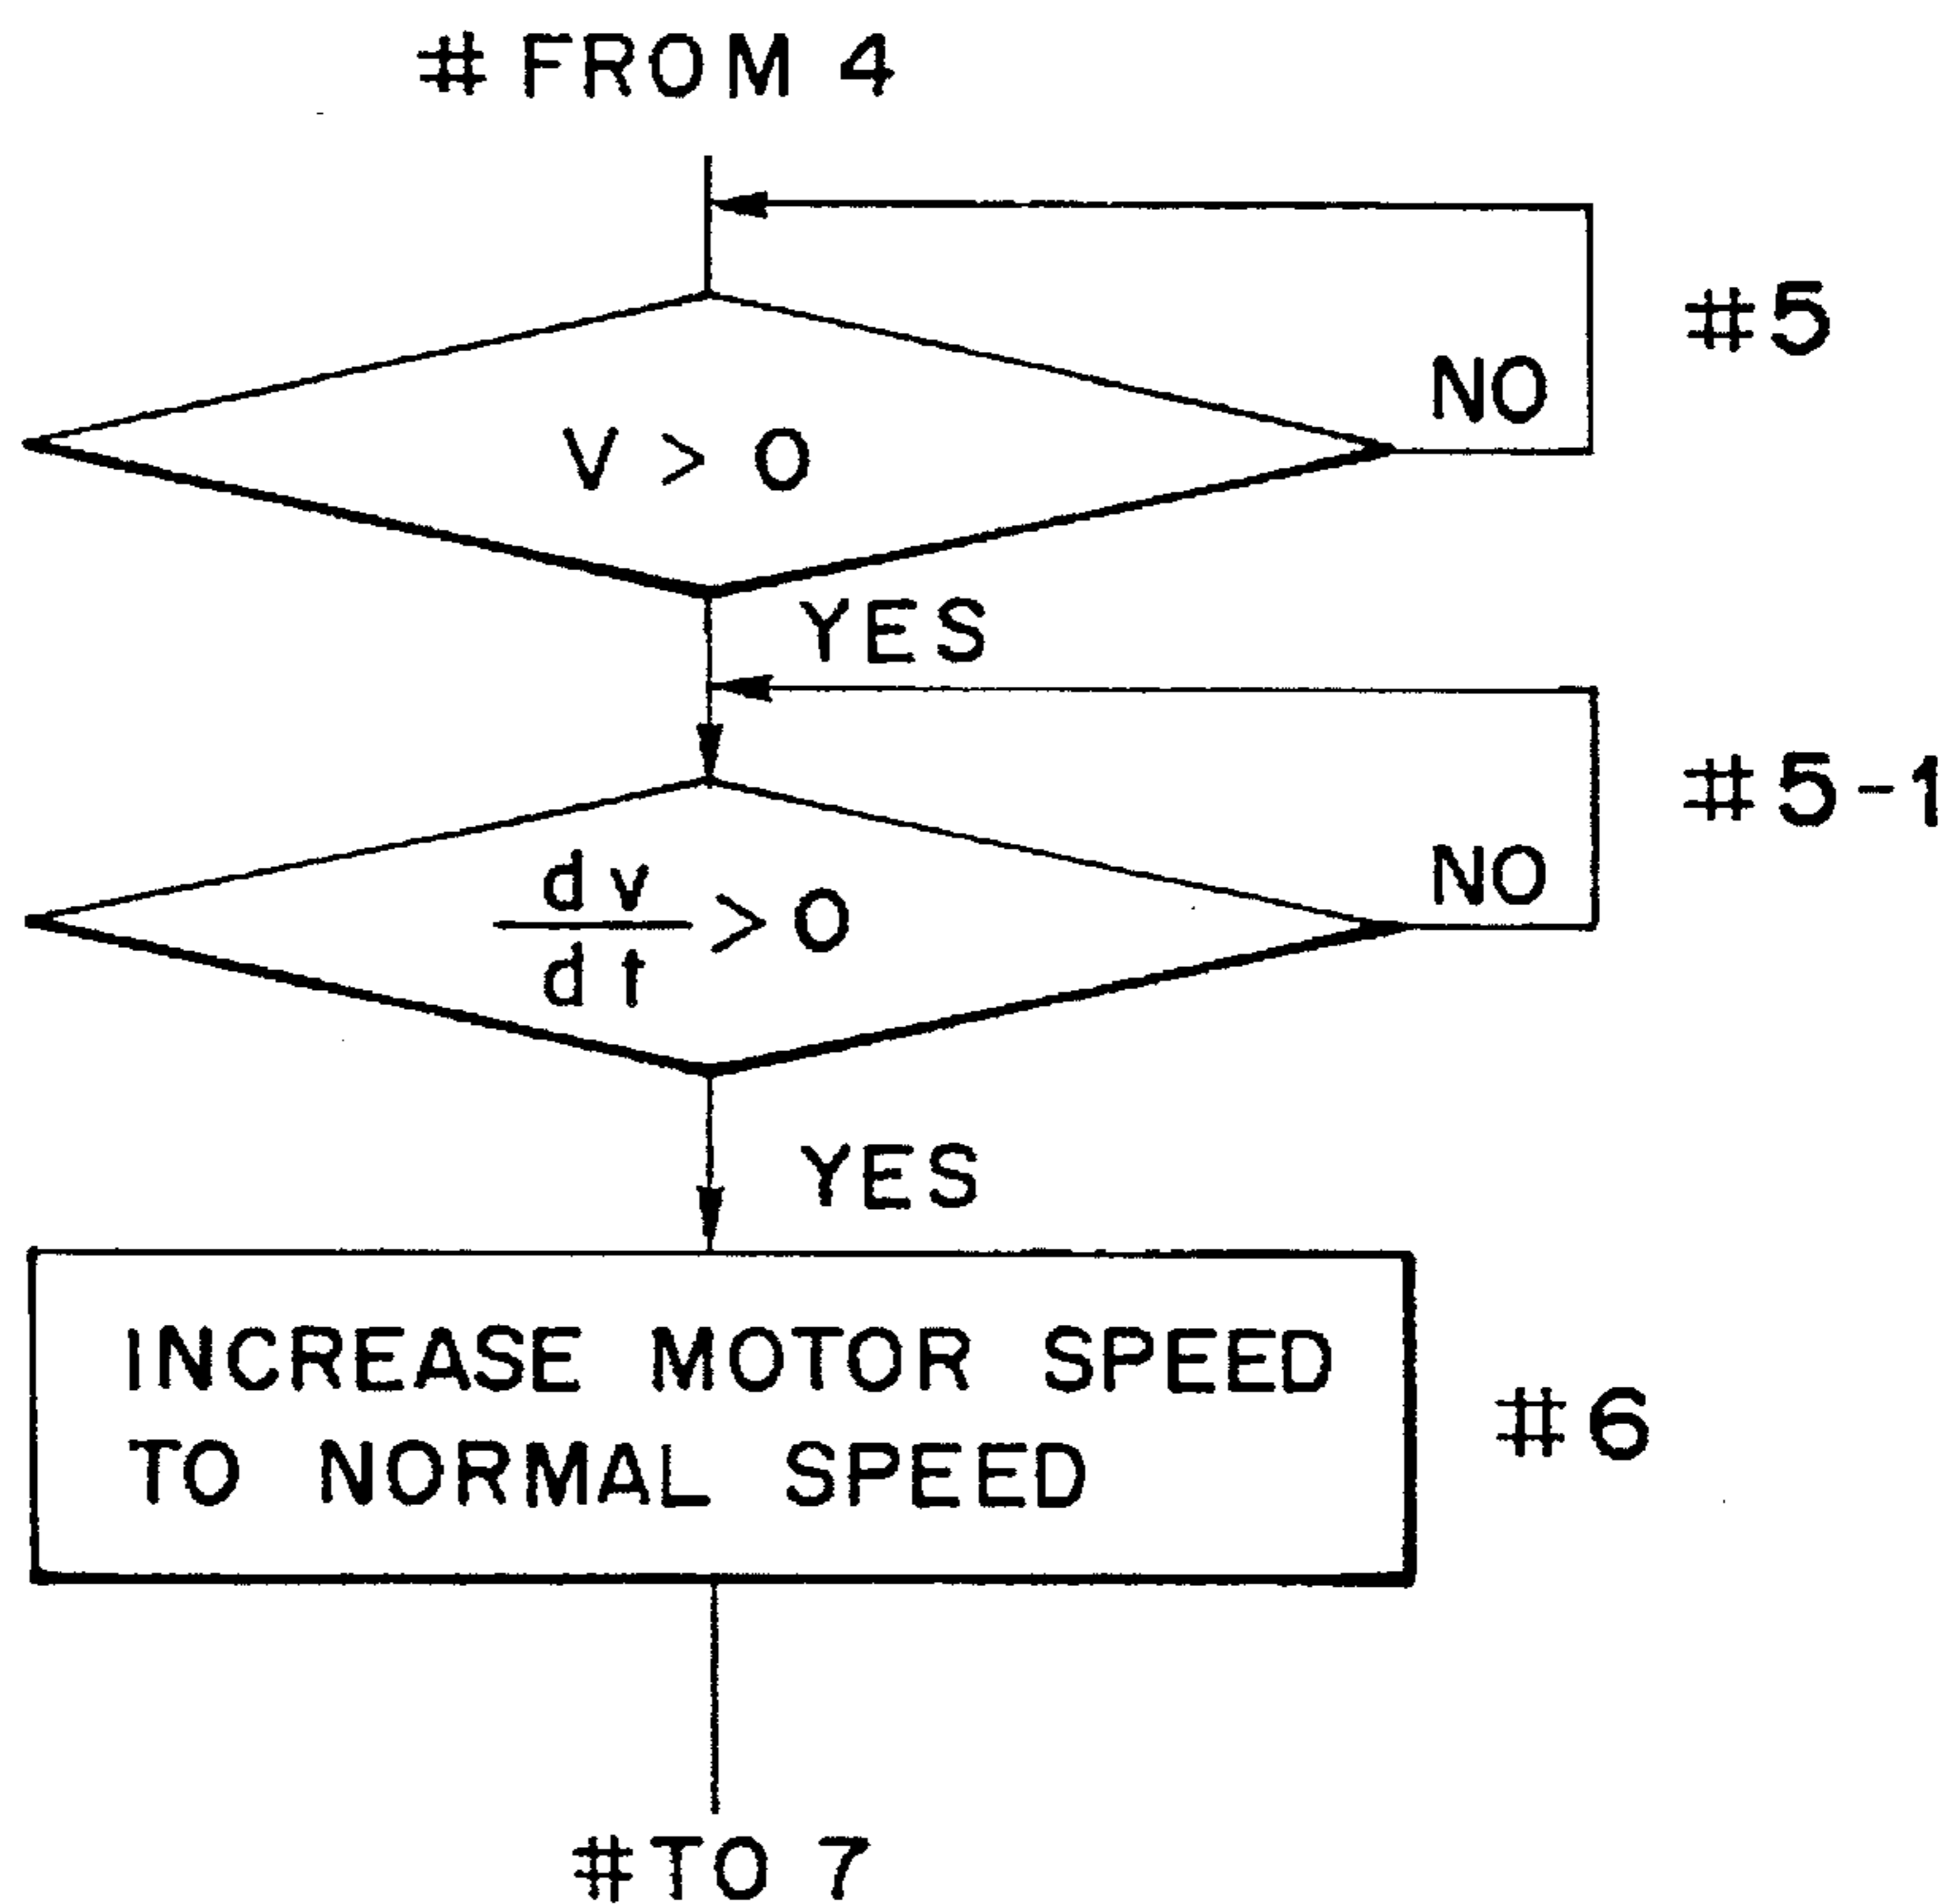 # FROM 4
#5
NO
V > 0
YES
#5-1
NO
dv
dt
> 0
YES
INCREASE MOTOR SPEED
TO NORMAL SPEED
#6
#TO 7